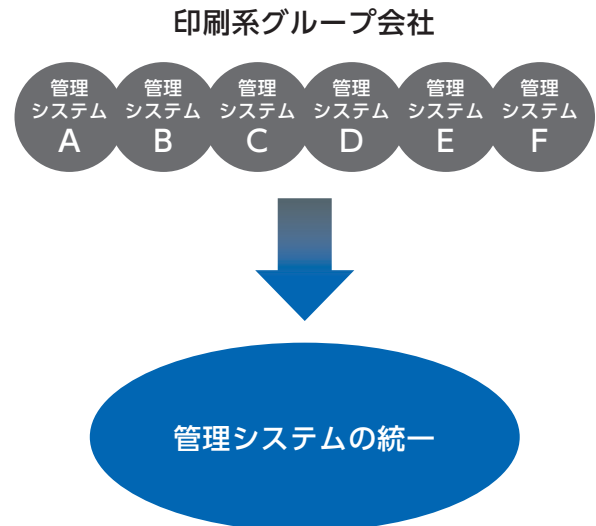 印刷系グループ会社
管理
システム
A
管理
システム
B
管理
システム
C
管理
システム
D
管理
システム
E
管理
システム
F
管理システムの統一